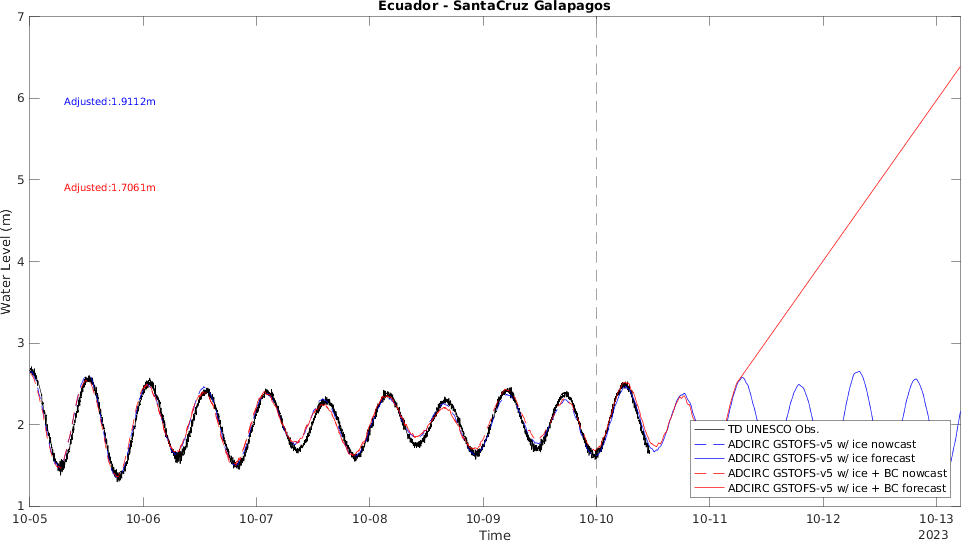 Ecuador - SantaCruz Galapagos
7
6
5
4
3
2
1
Water Level (m)
Adjusted:1.9112m
Adjusted:1.7061m
TD UNESCO Obs.
ADCIRC GSTOFS-v5 w/ ice nowcast
ADCIRC GSTOFS-v5 w/ ice forecast
ADCIRC GSTOFS-v5 w/ ice + BC nowcast
ADCIRC GSTOFS-v5 w/ ice + BC forecast
10-05 10-06 10-07 10-08 10-09 10-10 10-11 10-12 10-13
2023
Time